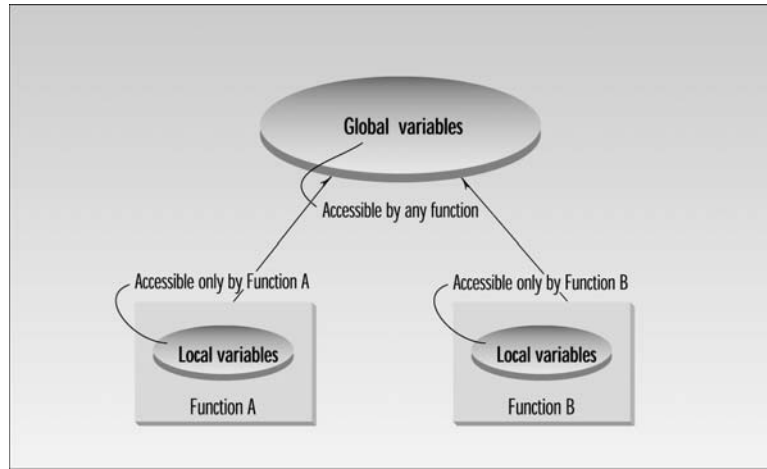 Global variables
Accessible by any function
Accessible only by Function A
Accessible only by Function B
Local variables
Local variables
Function A
Function B